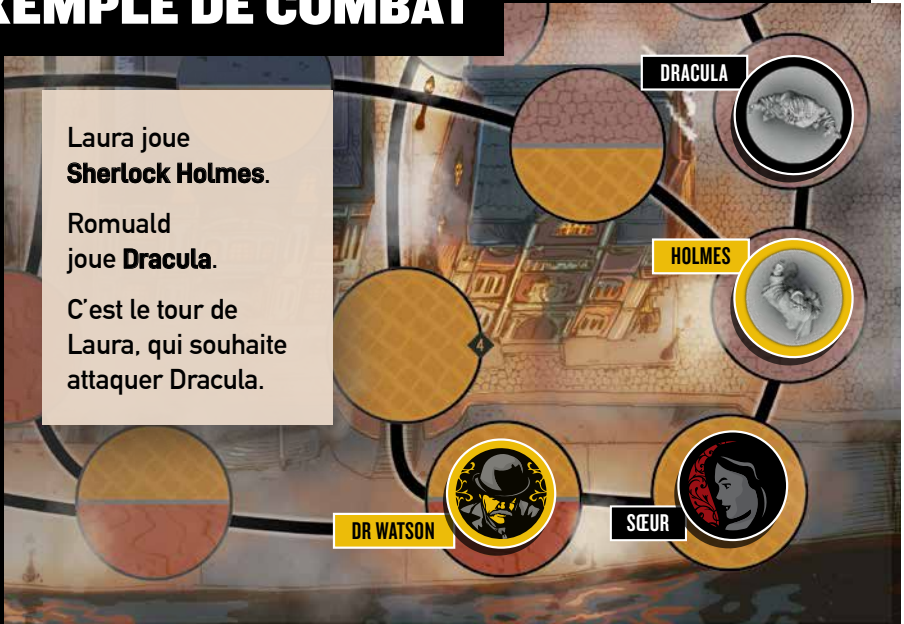 EXEMPLE DE COMBAT
DRACULA
Laura joue
Sherlock Holmes.
Romuald
joue Dracula.
HOLMES
C'est le tour de
Laura, qui souhaite
attaquer Dracula.
4
DR WATSON
SŒUR